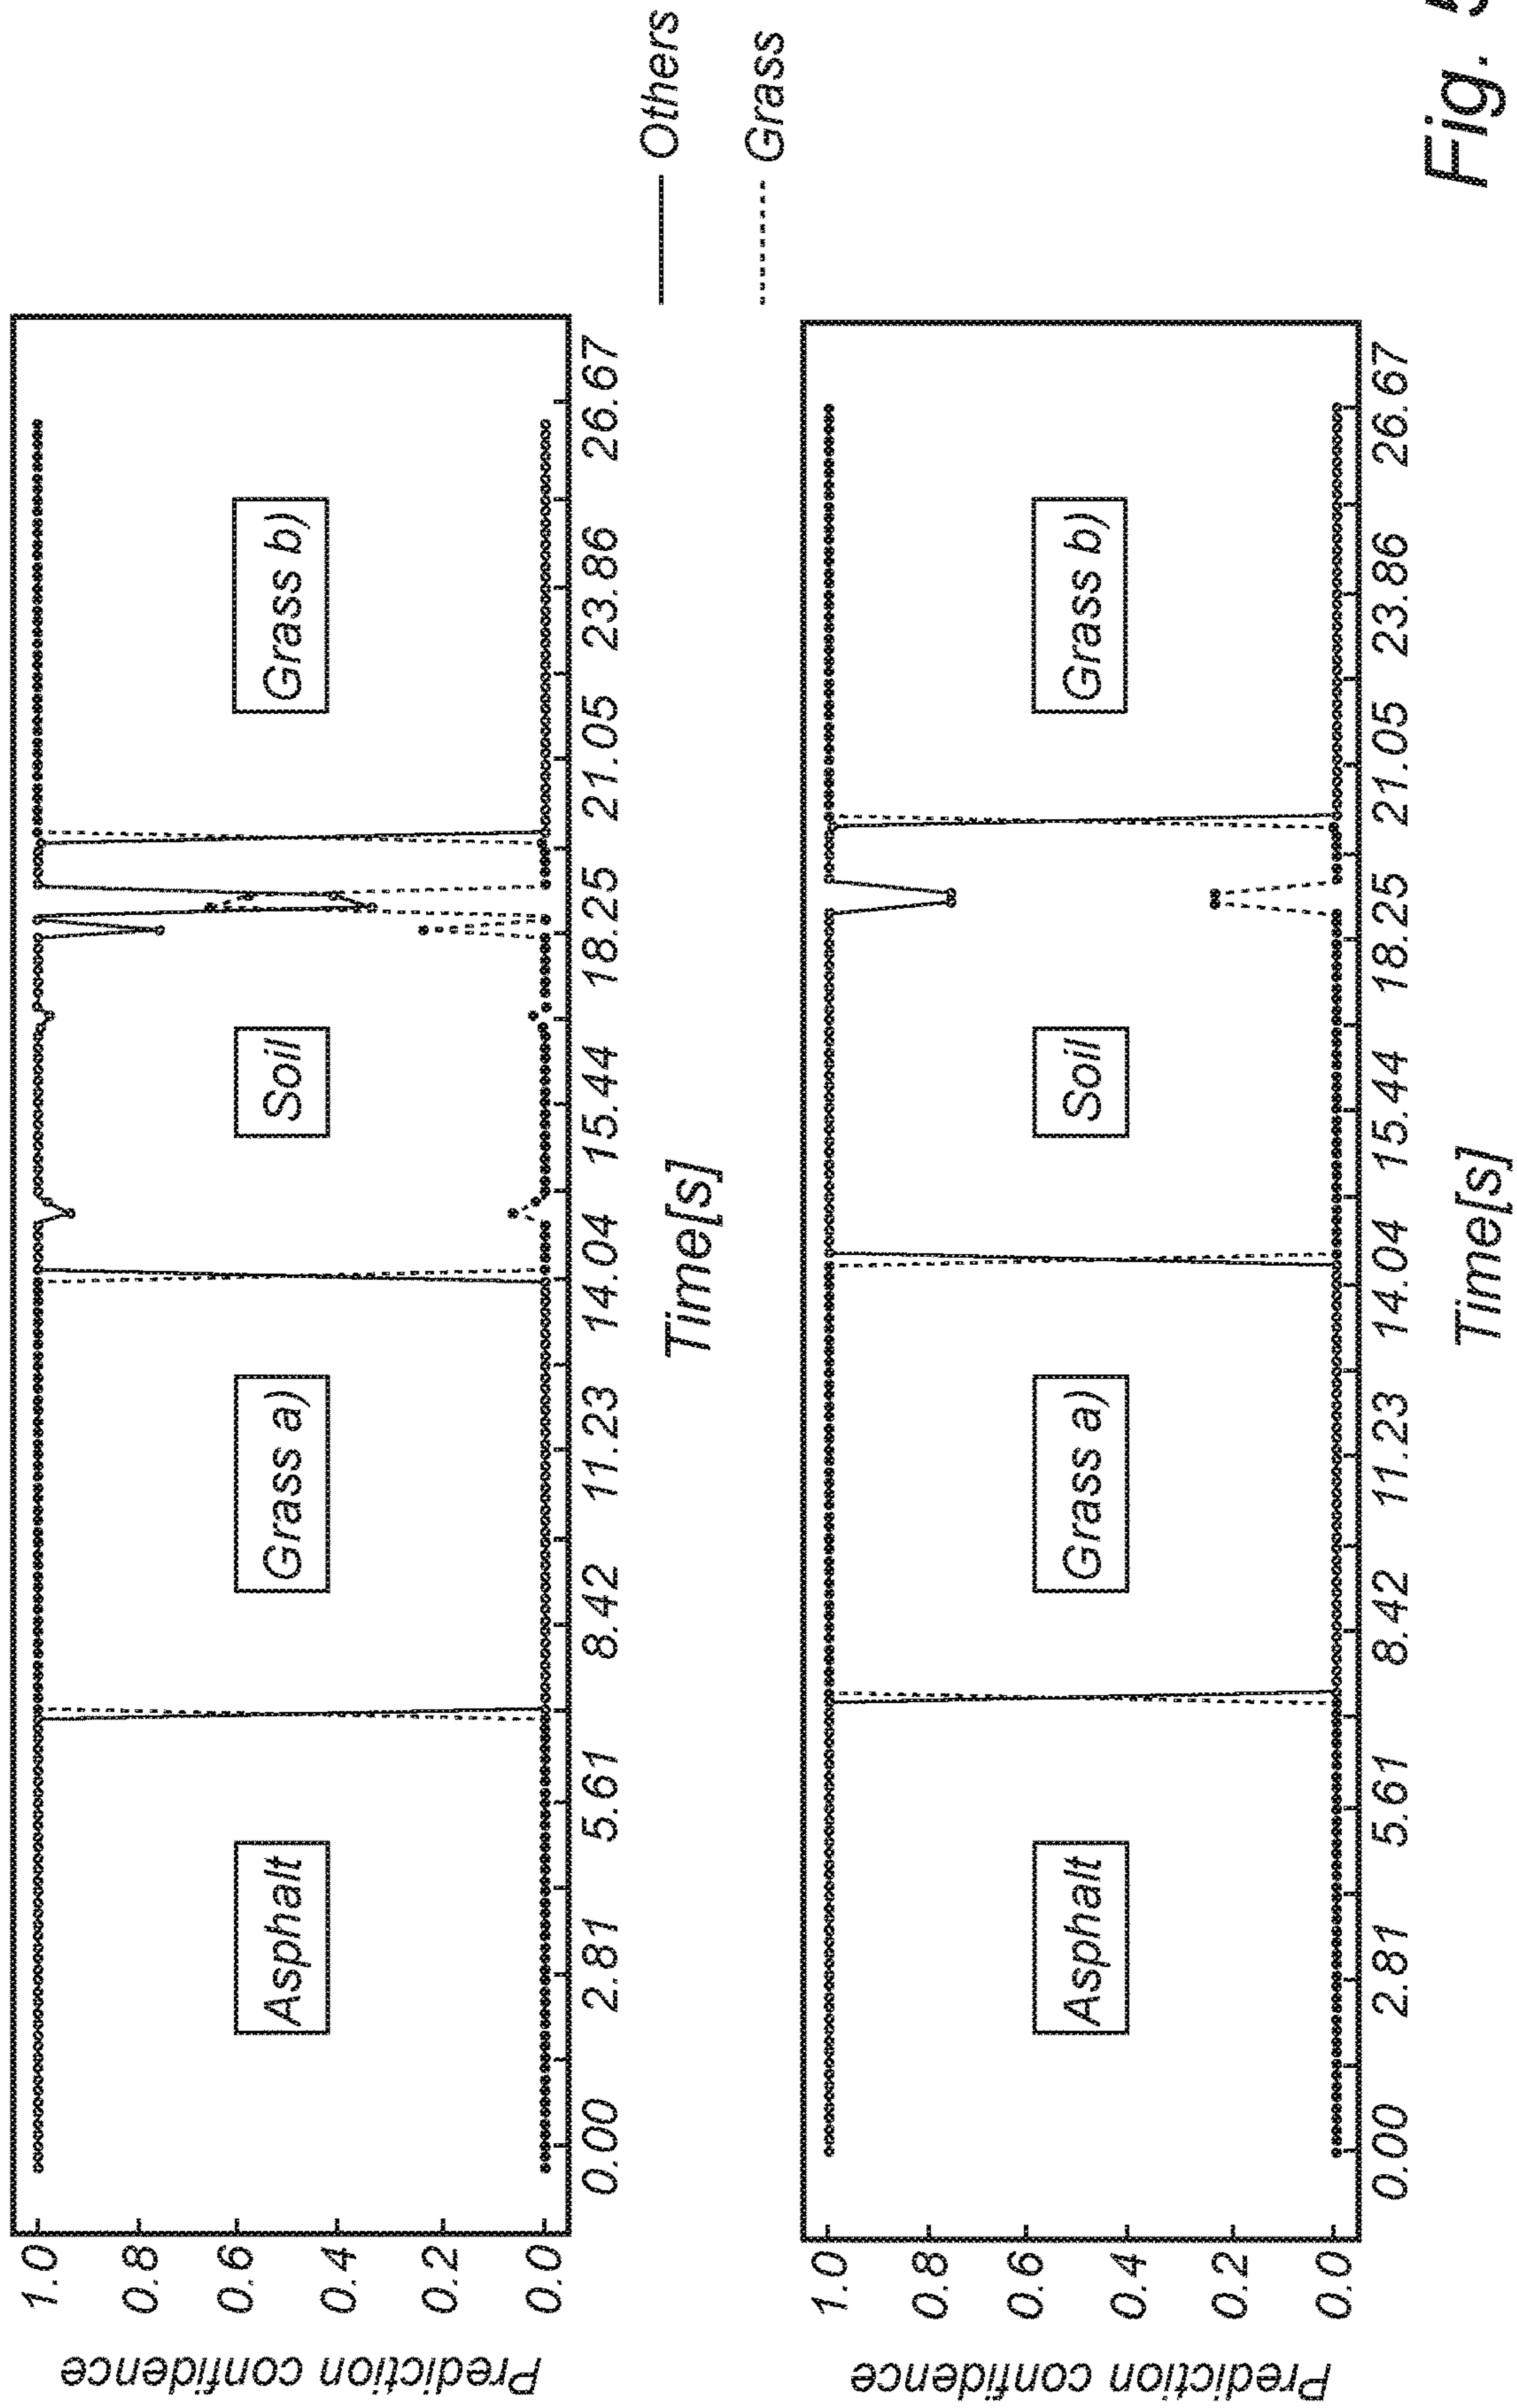 Prediction confidence
1.0
0.8
0.6
0.4
0.2
0.0
Asphalt
Grass a)
Soil
Grass b)
0.00 2.81 5.61 8.42 11.23 14.04 15.44 18.25 21.05 23.86 26.67
Time[s]
Others
Grass
Prediction confidence
1.0
0.8
0.6
0.4
0.2
0.0
Asphalt
Grass a)
Soil
Grass b)
0.00 2.81 5.61 8.42 11.23 14.04 15.44 18.25 21.05 23.86 26.67
Time[s]
Fig.